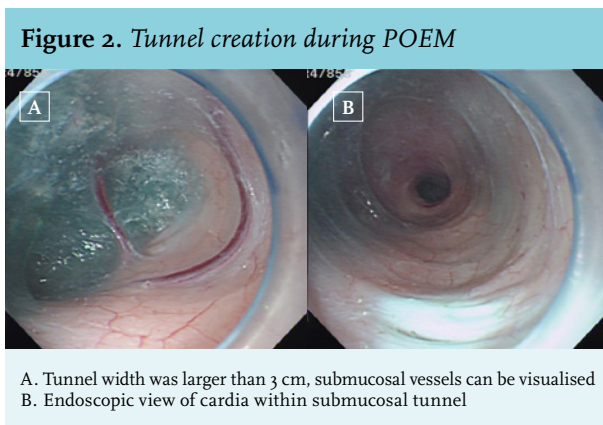 Figure 2. Tunnel creation during POEM
A
B
A. Tunnel width was larger than 3 cm, submucosal vessels can be visualised
B. Endoscopic view of cardia within submucosal tunnel